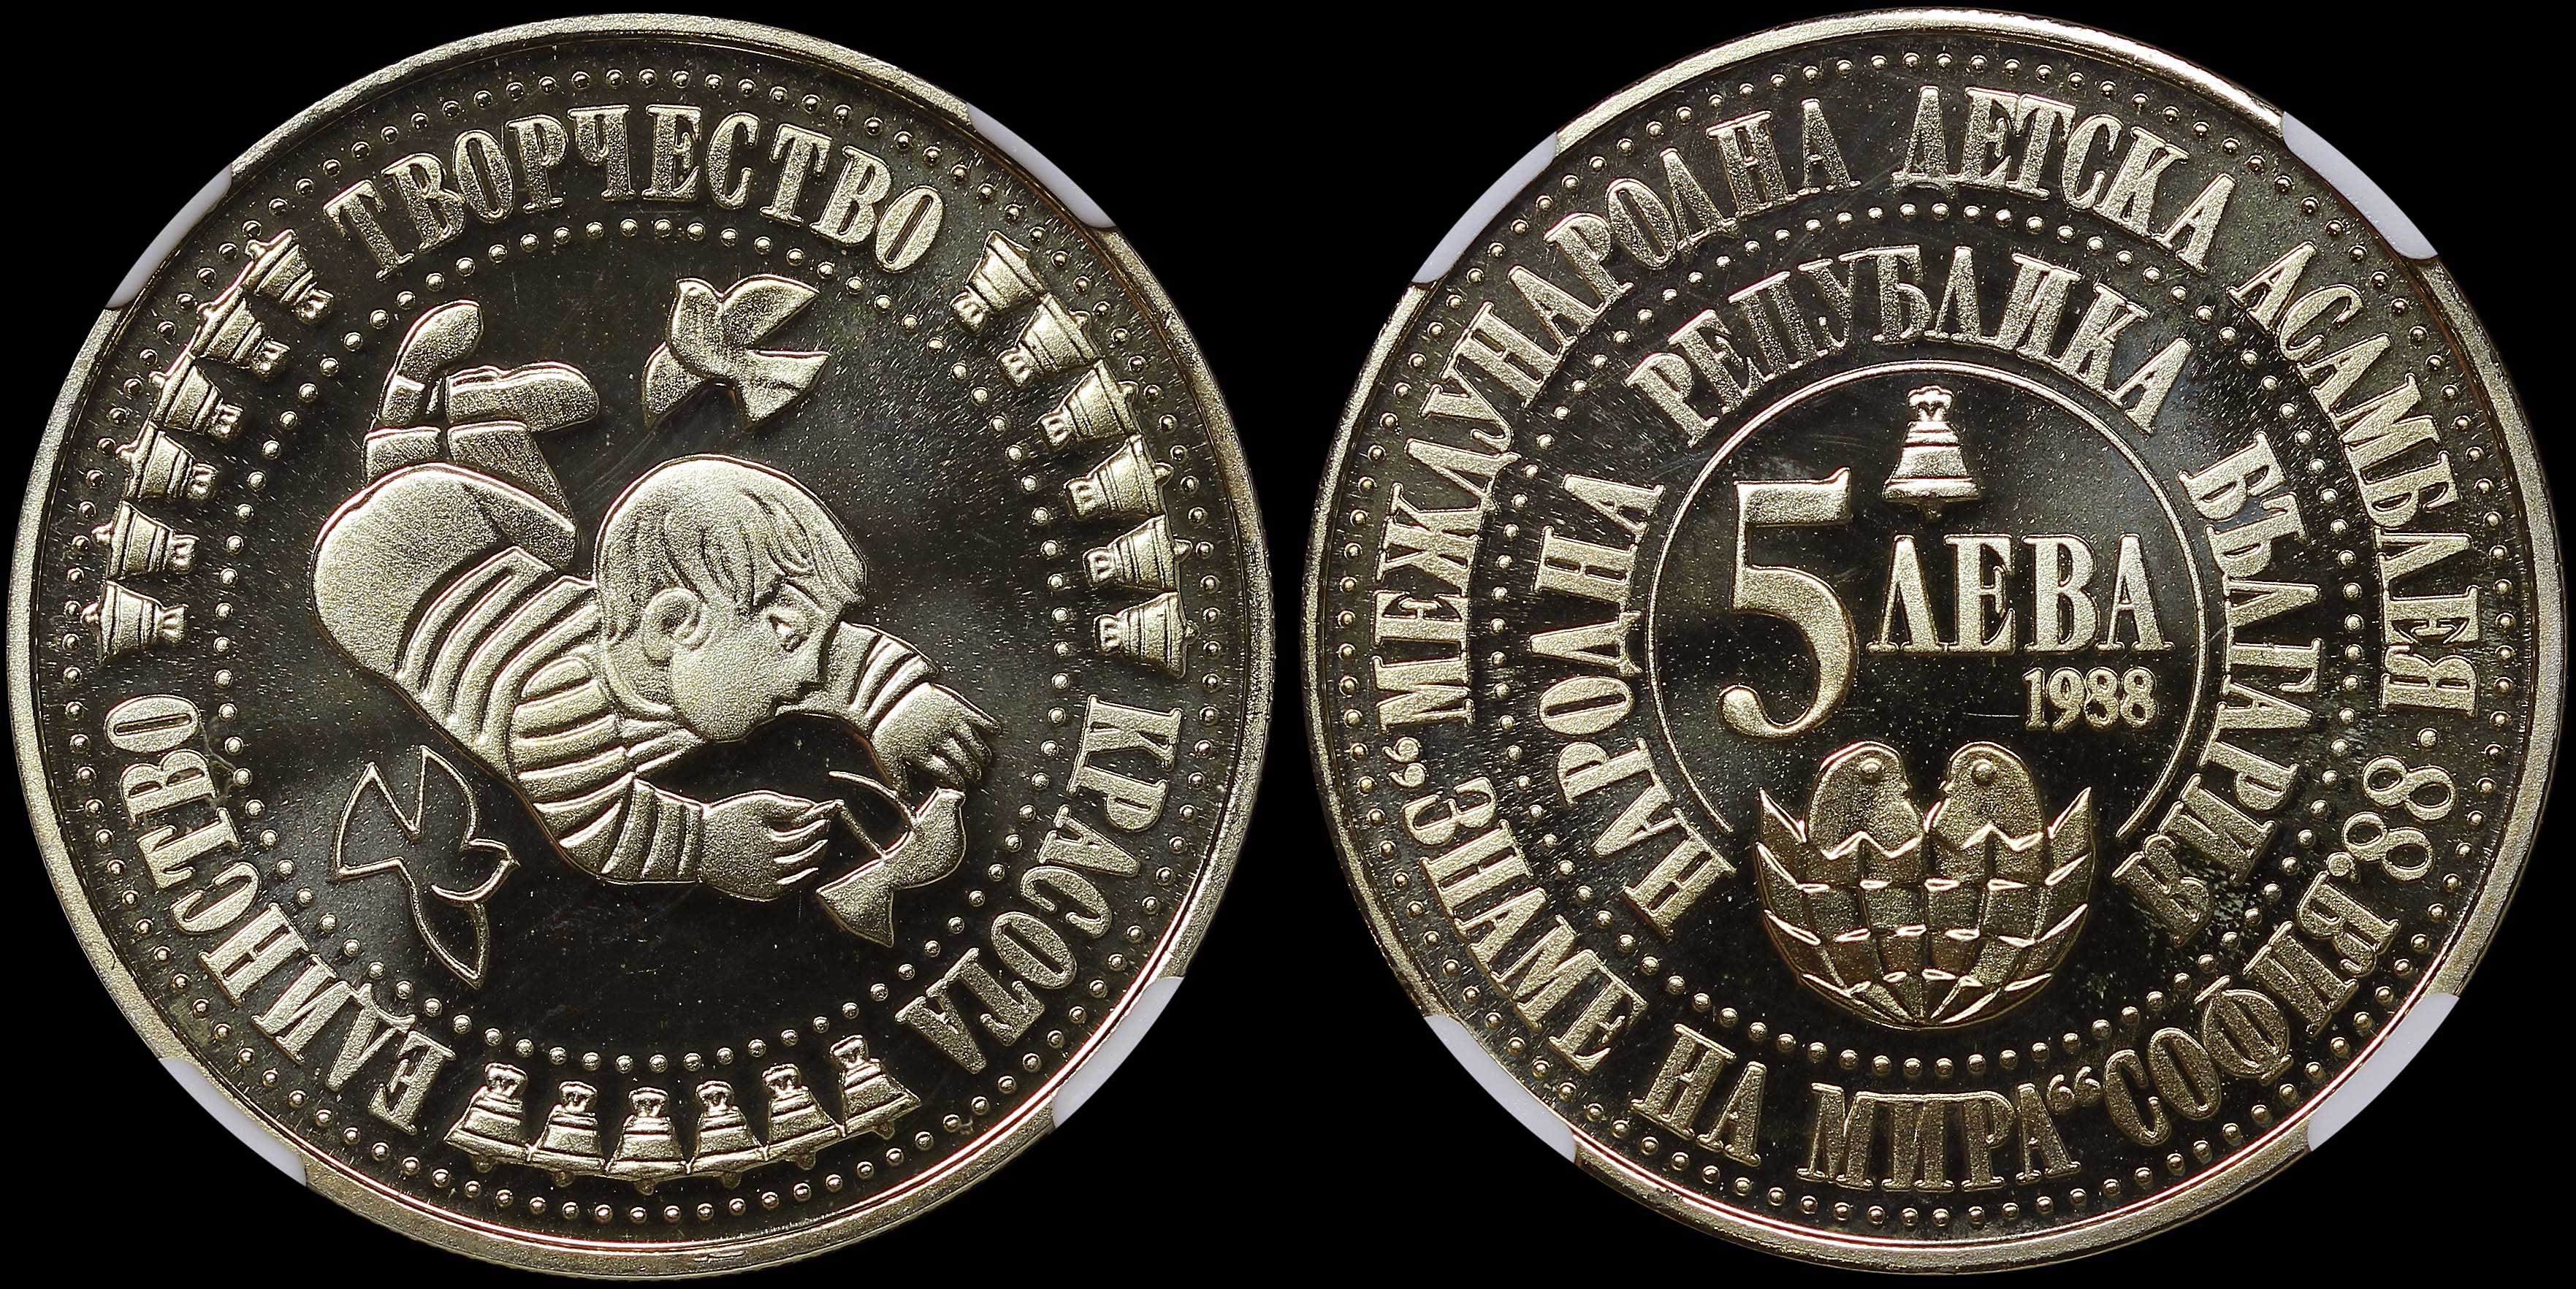 ЕДИНСТВО ТВОРЧЕСТВО КРАСОТА
МЕЖДУНАРОДНА ДЕТСКА АСАМБЛЕЯ·
„ЗНАМЕ НА МИРА“СОФИЯ,88
НАРОДНА РЕПУБЛИКА БЪЛГАРИЯ
5 ЛЕВА
1988